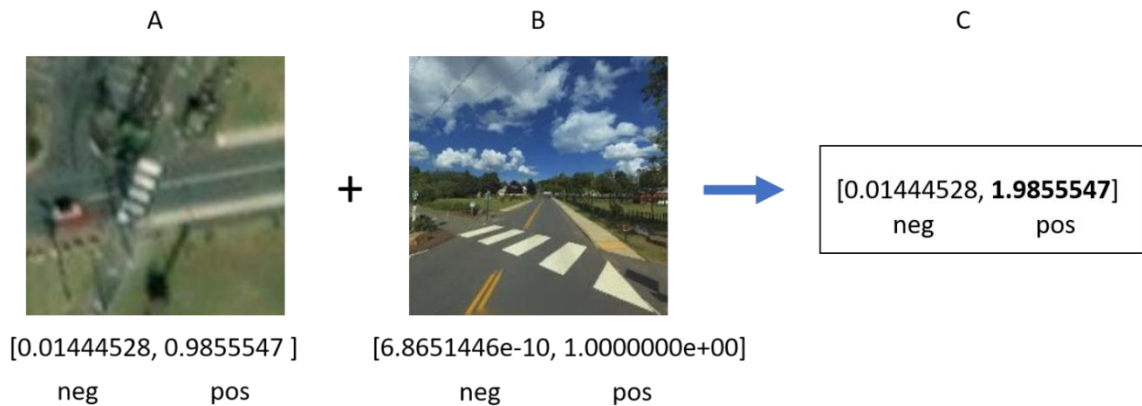 A B C
+
[0.01444528, 1.9855547]
neg pos
[0.01444528, 0.9855547 ] [6.8651446e-10, 1.0000000e+00]
neg pos neg pos